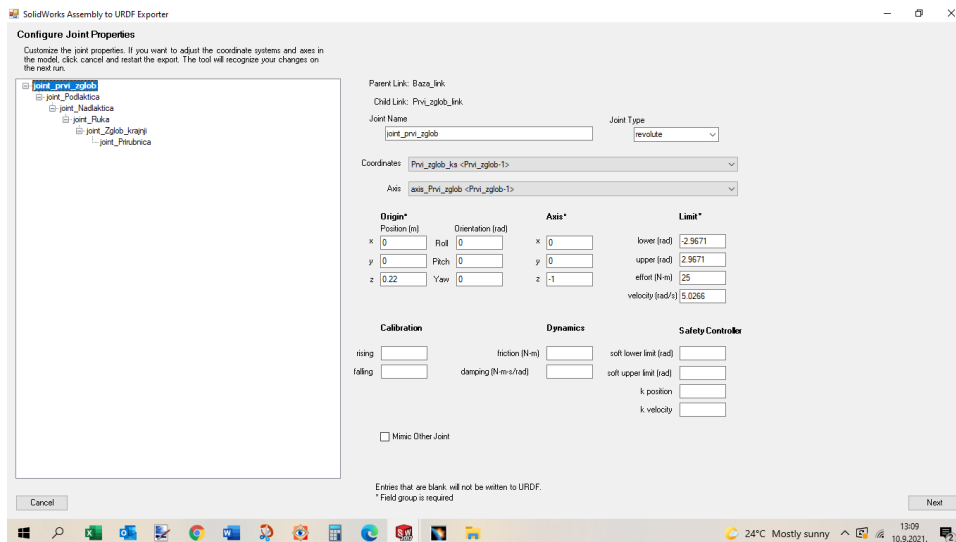 SolidWorks Assembly to URDF Exporter
Configure Joint Properties
Customize the joint properties. If you want to adjust the coordinate systems and axes in
the model, click cancel and restart the export. The tool will recognize your changes on
the next run.
joint_prvi_zglob
joint_Podlaktica
joint_Nadlaktica
joint_Ruka
joint_Zglob_krajnji
joint_Prirubnica
Parent Link: Baza_link
Child Link: Prvi_zglob_link
Joint Name
Joint Type
joint_prvi_zglob
revolute
Coordinates Prvi_zglob_ks <Prvi_zglob-1>
Axis axis_Prvi_zglob <Prvi_zglob-1>
Origin* Axis* Limit*
Position (m) Orientation (rad)
x 0 Roll 0 x 0 lower (rad) -2.9671
y 0 Pitch 0 y 0 upper (rad) 2.9671
z 0.22 Yaw 0 z -1 effort (N-m) 25
velocity (rad/s) 5.0266
Calibration Dynamics Safety Controller
rising friction (N-m) soft lower limit (rad)
falling damping (N-m-s/rad) soft upper limit (rad)
k position
k velocity
Mimic Other Joint
Entries that are blank will not be written to URDF.
* Field group is required
Cancel Next
24°C Mostly sunny
13:09
10.9.2021.
2